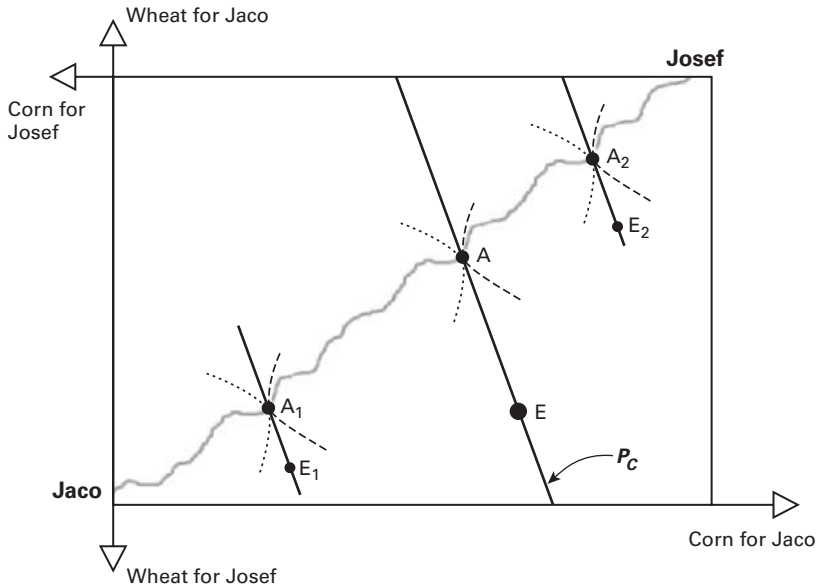 Wheat for Jaco
Josef
Corn for
Josef
A2
E2
A
A1
E
E1
PC
Jaco
Corn for Jaco
Wheat for Josef